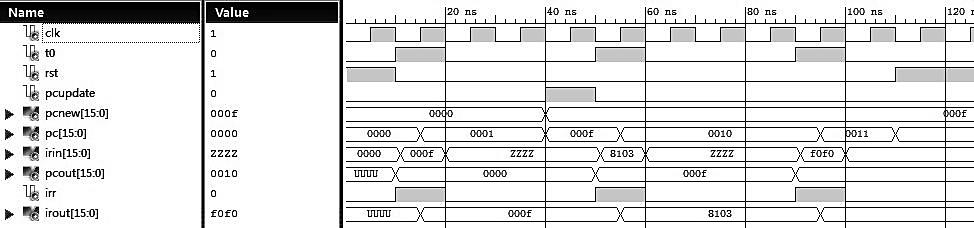 Name Value 20 ns 40 ns 60 ns 80 ns 100 ns 120 n
clk 1
t0 0
rst 1
pcupdate 0
pcnew[15:0] 000f 0000 000f
pc[15:0] 0000 0000 0001 000f 0010 0011
irin[15:0] ZZZZ 0000 000f ZZZZ 8103 ZZZZ f0f0
pcout[15:0] 0010 UUUU 0000 000f
irr 0
irout[15:0] f0f0 UUUU 000f 8103